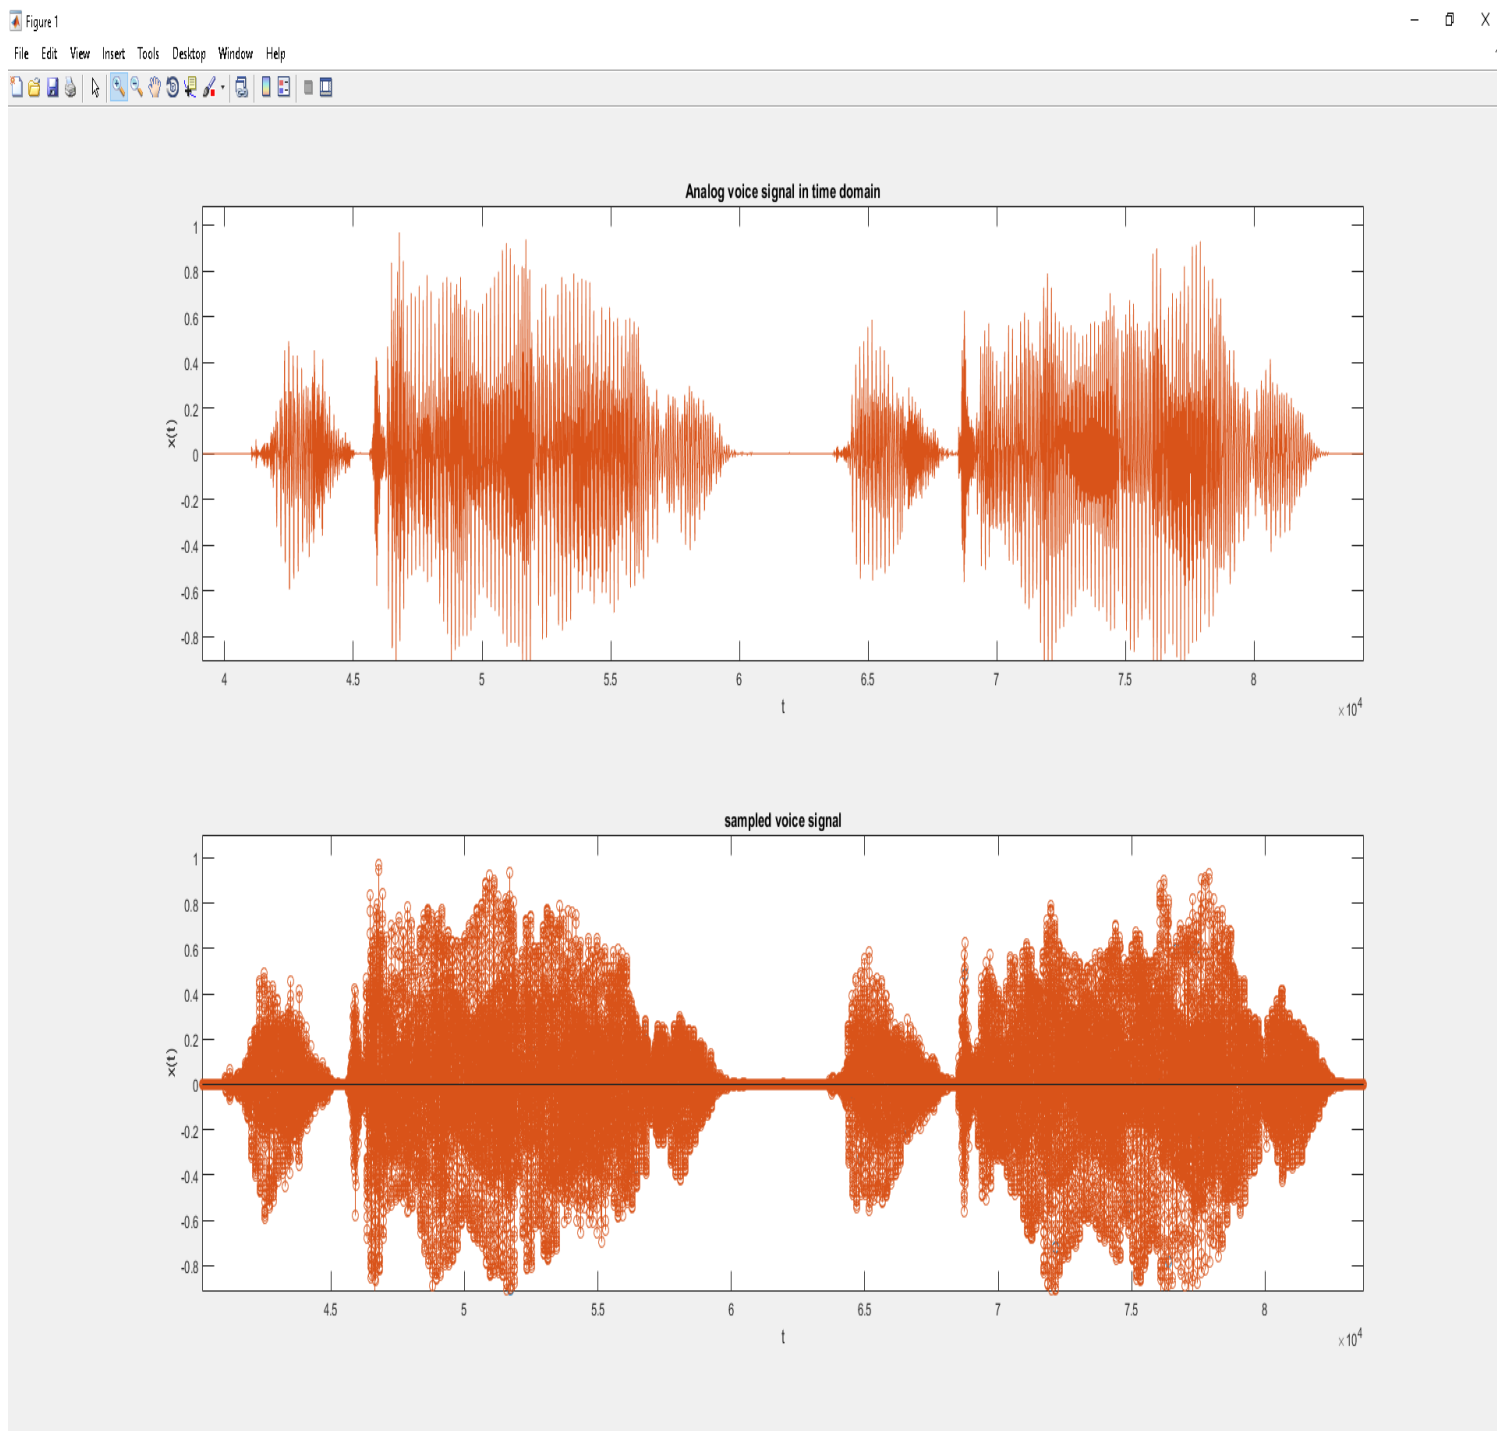 Figure 1
File Edit View Insert Tools Desktop Window Help
Analog voice signal in time domain
1
0.8
0.6
0.4
0.2
0
-0.2
-0.4
-0.6
-0.8
x(t)
4 4.5 5 5.5 6 6.5 7 7.5 8
t
×10^4
sampled voice signal
1
0.8
0.6
0.4
0.2
0
-0.2
-0.4
-0.6
-0.8
x(t)
4.5 5 5.5 6 6.5 7 7.5 8
t
×10^4